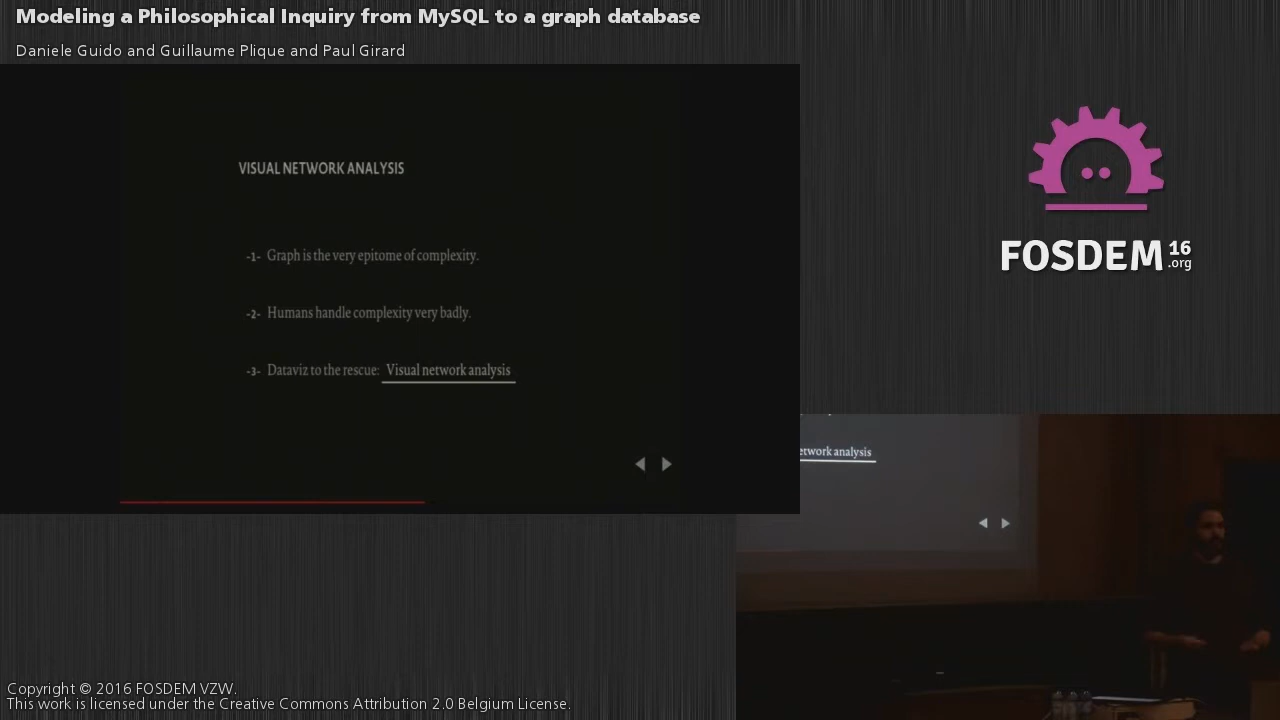 Modeling a Philosophical Inquiry from MySQL to a graph database
Daniele Guido and Guillaume Plique and Paul Girard
VISUAL NETWORK ANALYSIS
-1- Graph is the very epitome of complexity.
-2- Humans handle complexity very badly.
-3- Dataviz to the rescue: Visual network analysis
FOSDEM 16
.org
etwork analysis
Copyright © 2016 FOSDEM VZW.
This work is licensed under the Creative Commons Attribution 2.0 Belgium License.